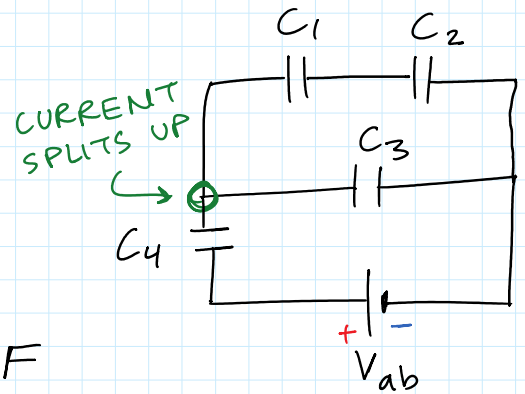 C1
C2
CURRENT
SPLITS UP
C3
C4
+
−
Vab
F